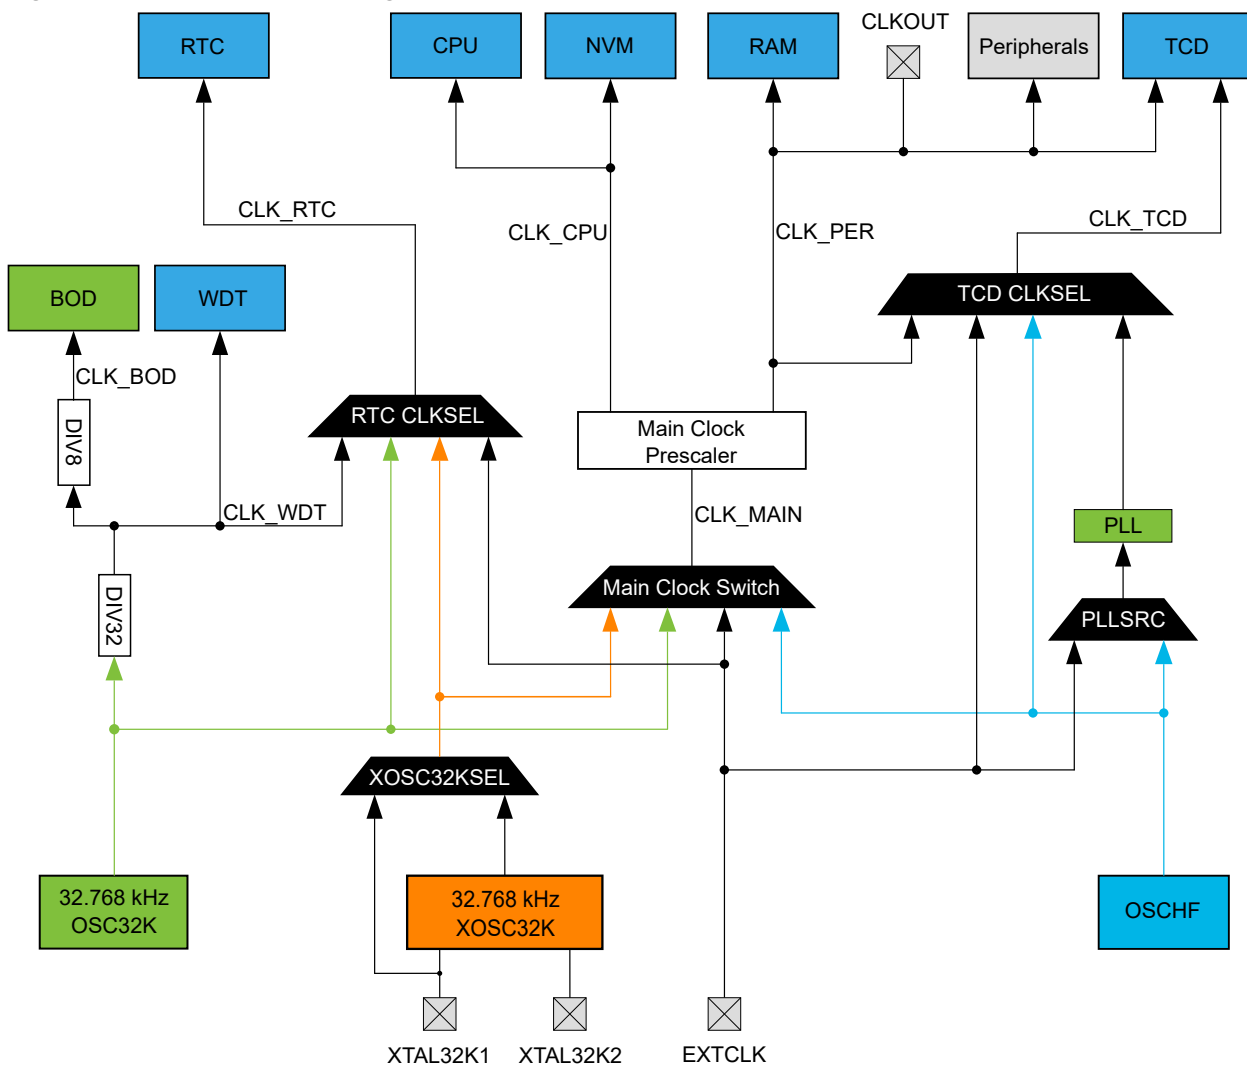 CLKOUT
RTC
CPU
NVM
RAM
Peripherals
TCD
CLK_RTC
CLK_CPU
CLK_PER
CLK_TCD
BOD
WDT
TCD CLKSEL
CLK_BOD
RTC CLKSEL
DIV8
Main Clock
Prescaler
CLK_WDT
CLK_MAIN
PLL
DIV32
Main Clock Switch
PLLSRC
XOSC32KSEL
32.768 kHz
OSC32K
32.768 kHz
XOSC32K
OSCHF
XTAL32K1
XTAL32K2
EXTCLK